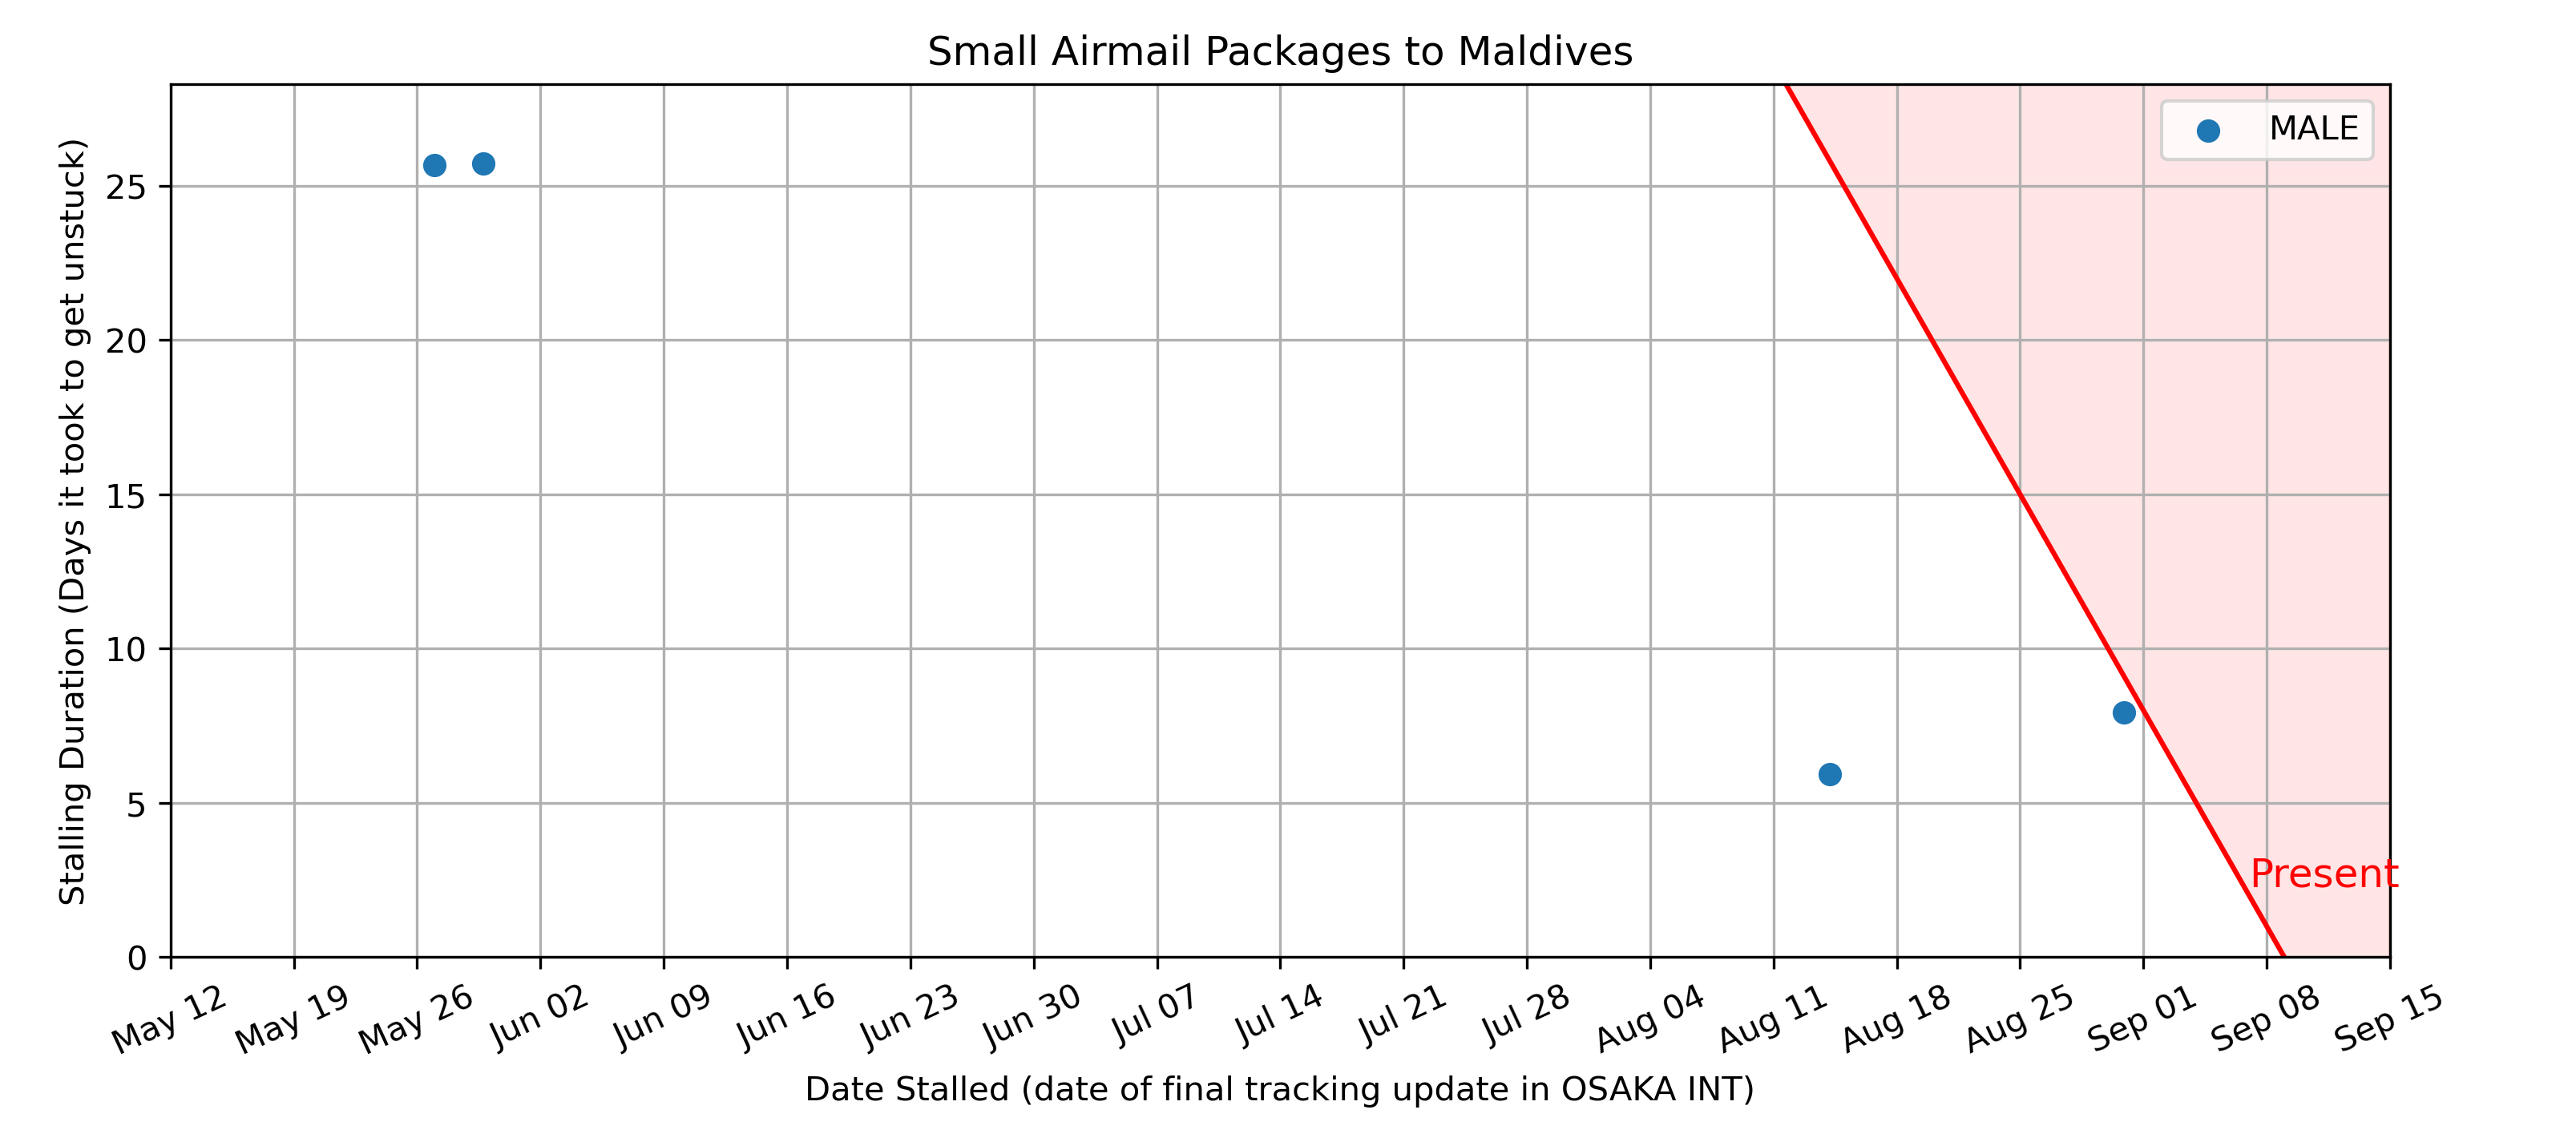 Small Airmail Packages to Maldives
MALE
Stalling Duration (Days it took to get unstuck)
25
20
15
10
5
0
Present
May 12
May 19
May 26
Jun 02
Jun 09
Jun 16
Jun 23
Jun 30
Jul 07
Jul 14
Jul 21
Jul 28
Aug 04
Aug 11
Aug 18
Aug 25
Sep 01
Sep 08
Sep 15
Date Stalled (date of final tracking update in OSAKA INT)